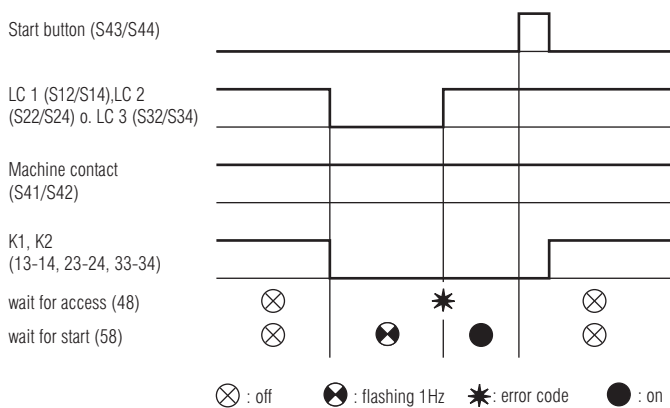 Start button (S43/S44)
LC 1 (S12/S14),LC 2
(S22/S24) o. LC 3 (S32/S34)
Machine contact
(S41/S42)
K1, K2
(13-14, 23-24, 33-34)
wait for access (48)
wait for start (58)
: off : flashing 1Hz : error code : on